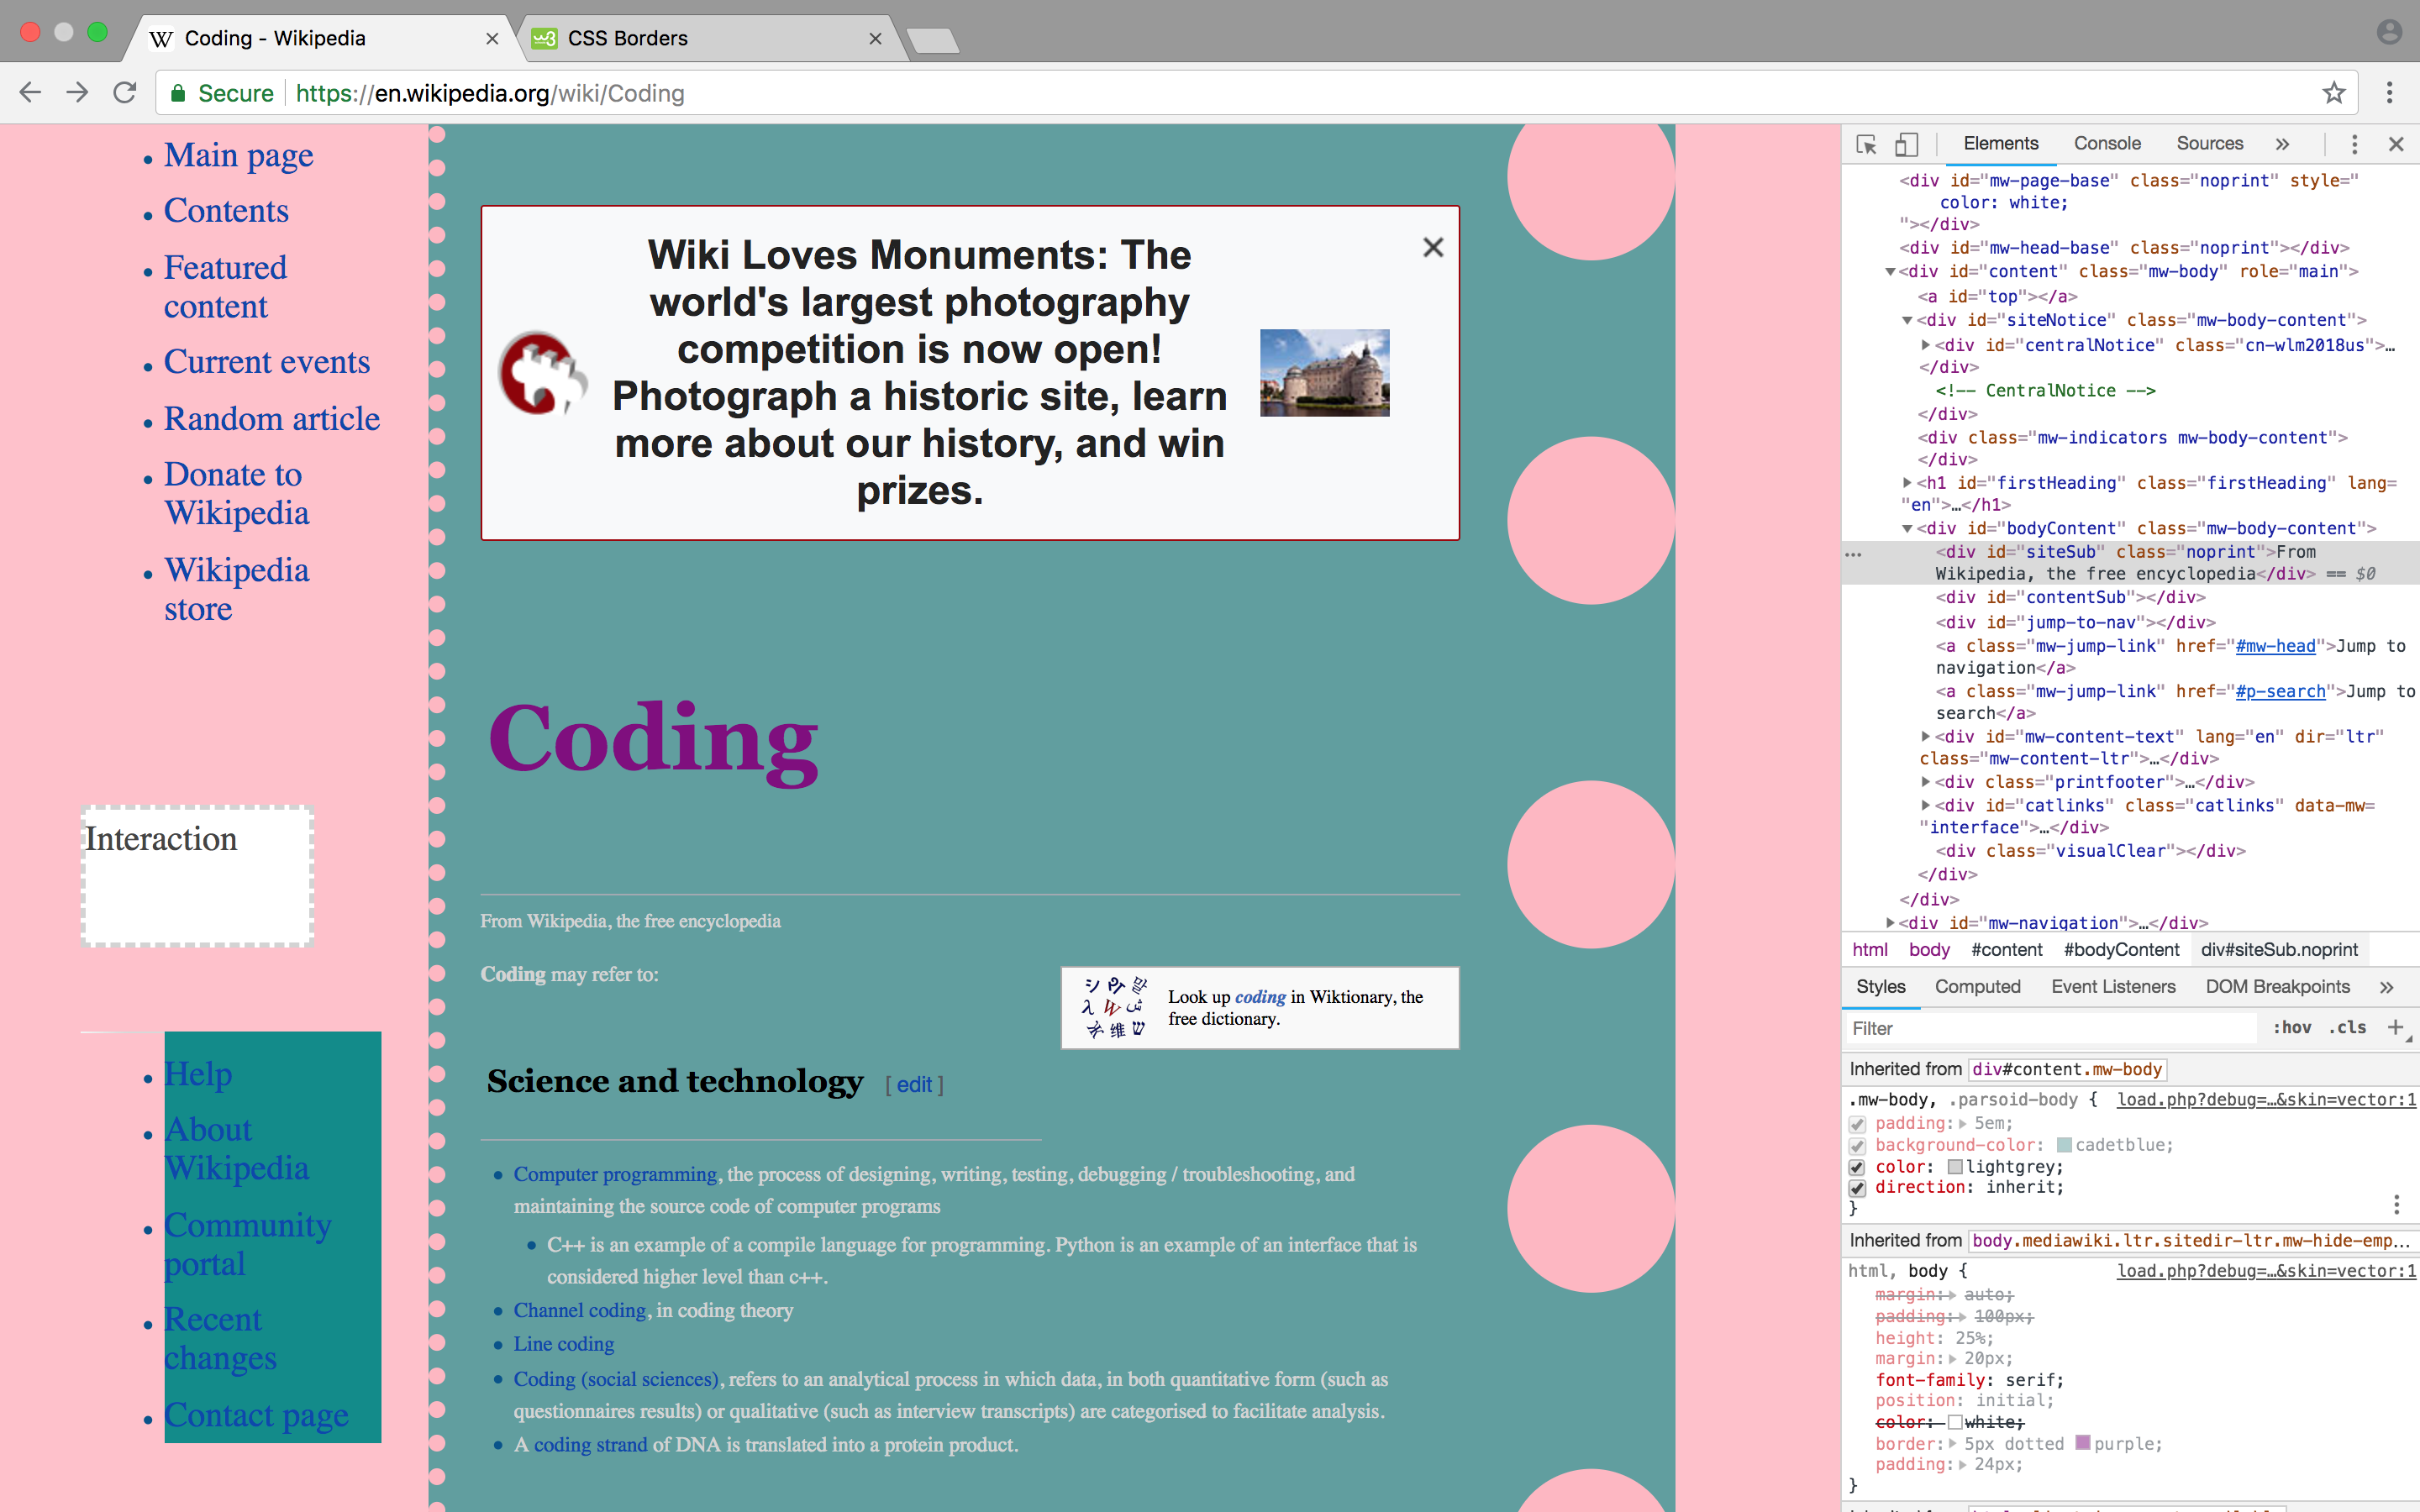 Coding - Wikipedia
CSS Borders
Secure
https://en.wikipedia.org/wiki/Coding
Main page
Contents
Featured
content
Current events
Random article
Donate to
Wikipedia
Wikipedia
store
Interaction
Help
About
Wikipedia
Community
portal
Recent
changes
Contact page
Wiki Loves Monuments: The
world's largest photography
competition is now open!
Photograph a historic site, learn
more about our history, and win
prizes.
Coding
From Wikipedia, the free encyclopedia
Coding may refer to:
Look up coding in Wiktionary, the
free dictionary.
Science and technology [ edit ]
Computer programming, the process of designing, writing, testing, debugging / troubleshooting, and
maintaining the source code of computer programs
C++ is an example of a compile language for programming. Python is an example of an interface that is
considered higher level than c++.
Channel coding, in coding theory
Line coding
Coding (social sciences), refers to an analytical process in which data, in both quantitative form (such as
questionnaires results) or qualitative (such as interview transcripts) are categorised to facilitate analysis.
A coding strand of DNA is translated into a protein product.
Elements Console Sources »
<div id="mw-page-base" class="noprint" style="
color: white;
"></div>
<div id="mw-head-base" class="noprint"></div>
<div id="content" class="mw-body" role="main">
<a id="top"></a>
<div id="siteNotice" class="mw-body-content">
<div id="centralNotice" class="cn-wlm2018us">…
</div>
<!-- CentralNotice -->
</div>
<div class="mw-indicators mw-body-content">
</div>
<h1 id="firstHeading" class="firstHeading" lang=
"en">…</h1>
<div id="bodyContent" class="mw-body-content">
<div id="siteSub" class="noprint">From
Wikipedia, the free encyclopedia</div> == $0
<div id="contentSub"></div>
<div id="jump-to-nav"></div>
<a class="mw-jump-link" href="#mw-head">Jump to
navigation</a>
<a class="mw-jump-link" href="#p-search">Jump to
search</a>
<div id="mw-content-text" lang="en" dir="ltr"
class="mw-content-ltr">…</div>
<div class="printfooter">…</div>
<div id="catlinks" class="catlinks" data-mw=
"interface">…</div>
<div class="visualClear"></div>
</div>
</div>
<div id="mw-navigation">…</div>
html body #content #bodyContent div#siteSub.noprint
Styles Computed Event Listeners DOM Breakpoints »
Filter :hov .cls +
Inherited from div#content.mw-body
.mw-body, .parsoid-body { load.php?debug=…&skin=vector:1
padding: 5em;
background-color: cadetblue;
color: lightgrey;
direction: inherit;
}
Inherited from body.mediawiki.ltr.sitedir-ltr.mw-hide-emp…
html, body { load.php?debug=…&skin=vector:1
margin: auto;
padding: 100px;
height: 25%;
margin: 20px;
font-family: serif;
position: initial;
color: white;
border: 5px dotted purple;
padding: 24px;
}